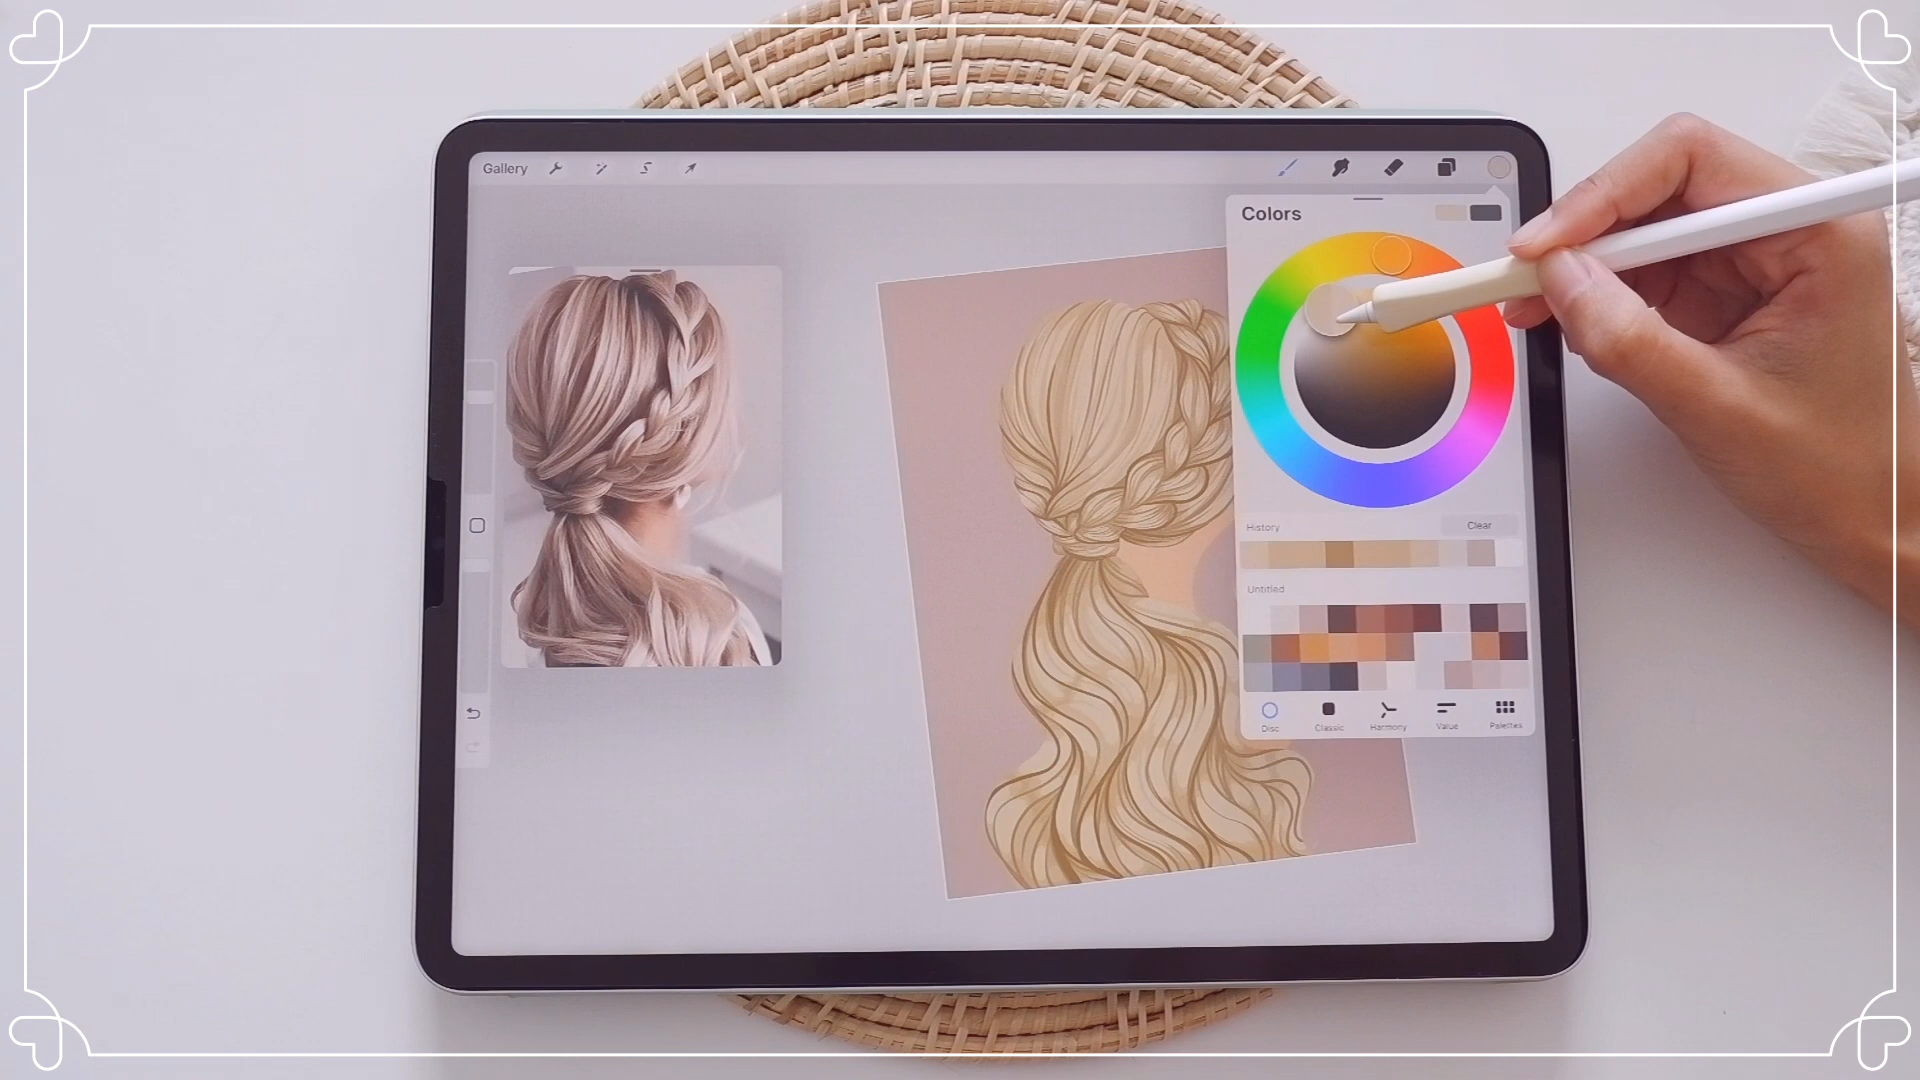 Gallery
Colors
History
Clear
Untitled
Disc
Classic
Harmony
Value
Palettes